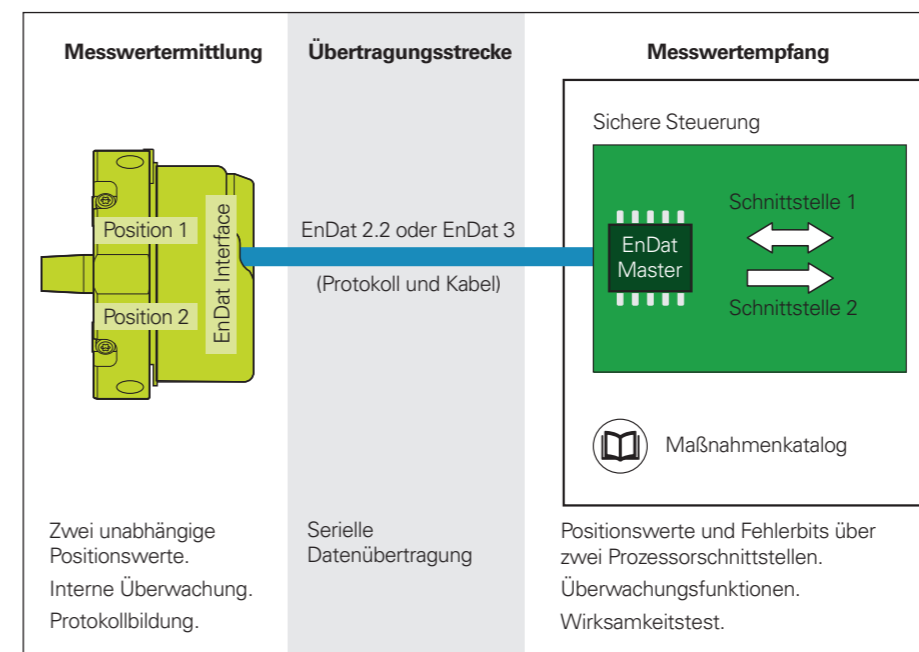 Messwertermittlung
Position 1
Position 2
EnDat Interface
Zwei unabhängige
Positionswerte.
Interne Überwachung.
Protokollbildung.
Übertragungsstrecke
EnDat 2.2 oder EnDat 3
(Protokoll und Kabel)
Serielle
Datenübertragung
Messwertempfang
Sichere Steuerung
EnDat
Master
Schnittstelle 1
Schnittstelle 2
Maßnahmenkatalog
Positionswerte und Fehlerbits über
zwei Prozessorschnittstellen.
Überwachungsfunktionen.
Wirksamkeitstest.